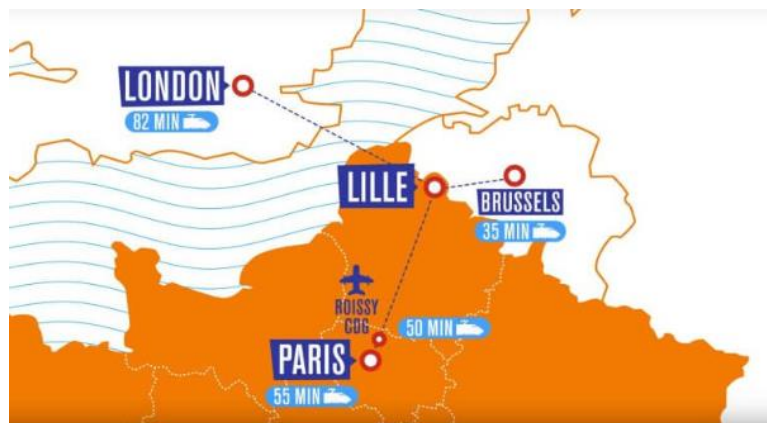 LONDON
82 MIN
LILLE
BRUSSELS
35 MIN
ROISSY
CDG
50 MIN
PARIS
55 MIN